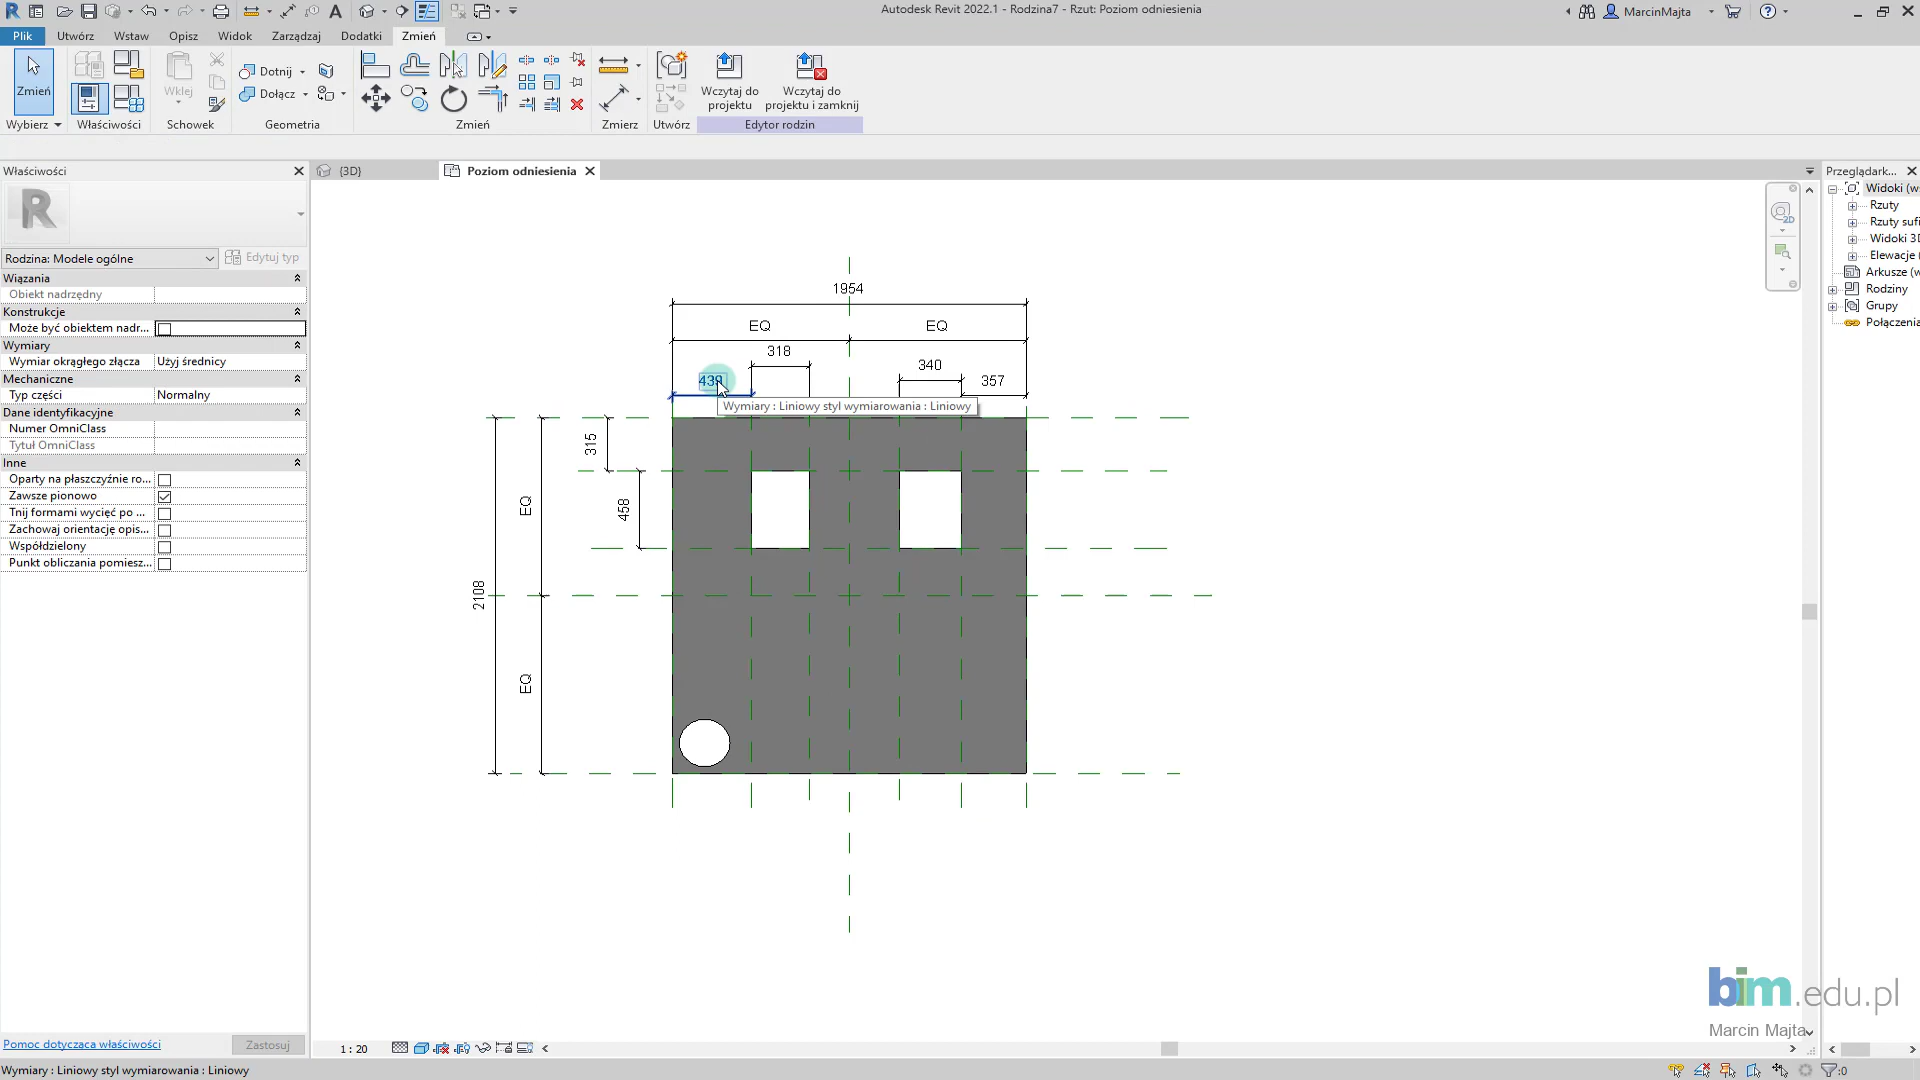 Autodesk Revit 2022.1 - Rodzina7 - Rzut: Poziom odniesienia
MarcinMajta
Plik
Utwórz
Wstaw
Opisz
Widok
Zarządzaj
Dodatki
Zmień
Zmień
Wklej
Dotnij
Dołącz
Wczytaj do
projektu
Wczytaj do
projektu i zamknij
Wybierz
Właściwości
Schowek
Geometria
Zmień
Zmierz
Utwórz
Edytor rodzin
Właściwości
{3D}
Poziom odniesienia
Przeglądark...
R
Rodzina: Modele ogólne
Edytuj typ
Wiązania
Obiekt nadrzędny
Konstrukcje
Może być obiektem nadr...
Wymiary
Wymiar okrągłego złącza
Użyj średnicy
Mechaniczne
Typ części
Normalny
Dane identyfikacyjne
Numer OmniClass
Tytuł OmniClass
Inne
Oparty na płaszczyźnie ro...
Zawsze pionowo
Tnij formami wycięć po ...
Zachowaj orientację opis...
Współdzielony
Punkt obliczania pomiesz...
Pomoc dotycząca właściwości
Zastosuj
Widoki (ws
Rzuty
Rzuty sufi
Widoki 3D
Elewacje (
Arkusze (w
Rodziny
Grupy
Połączenia
2D
1954
EQ
EQ
318
340
439
357
Wymiary : Liniowy styl wymiarowania : Liniowy
315
458
EQ
2108
EQ
bim.edu.pl
Marcin Majta
1 : 20
Wymiary : Liniowy styl wymiarowania : Liniowy
:0